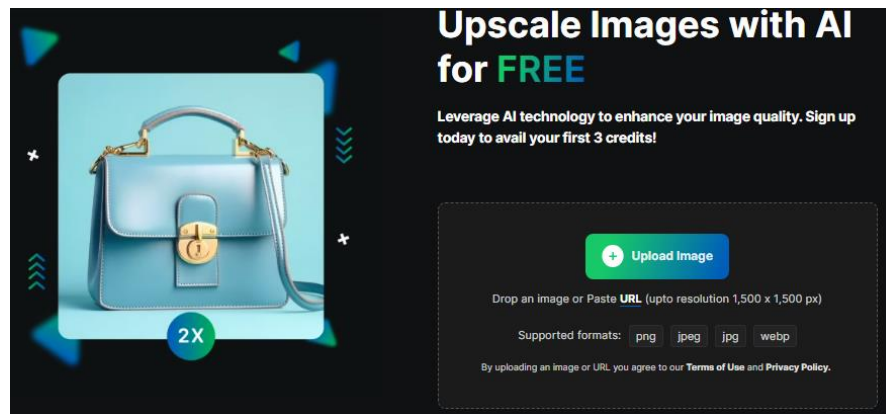 Upscale Images with AI
for FREE
Leverage AI technology to enhance your image quality. Sign up
today to avail your first 3 credits!
Upload Image
Drop an image or Paste URL (upto resolution 1,500 x 1,500 px)
Supported formats: png jpeg jpg webp
By uploading an image or URL you agree to our Terms of Use and Privacy Policy.
2X